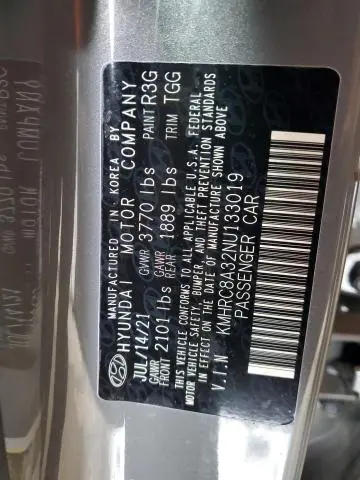 MANUFACTURED IN KOREA BY
HYUNDAI MOTOR COMPANY
JUL/14/21 GVWR 3770 lbs PAINT R3G
GAWR FRONT 2101 lbs GAWR REAR 1889 lbs TRIM TGG
* THIS VEHICLE CONFORMS TO ALL APPLICABLE U.S.A. FEDERAL
MOTOR VEHICLE SAFETY, BUMPER, AND THEFT PREVENTION STANDARDS
IN EFFECT ON THE DATE OF MANUFACTURE SHOWN ABOVE
V.I.N KMHRC8A32NU133019
PASSENGER CAR